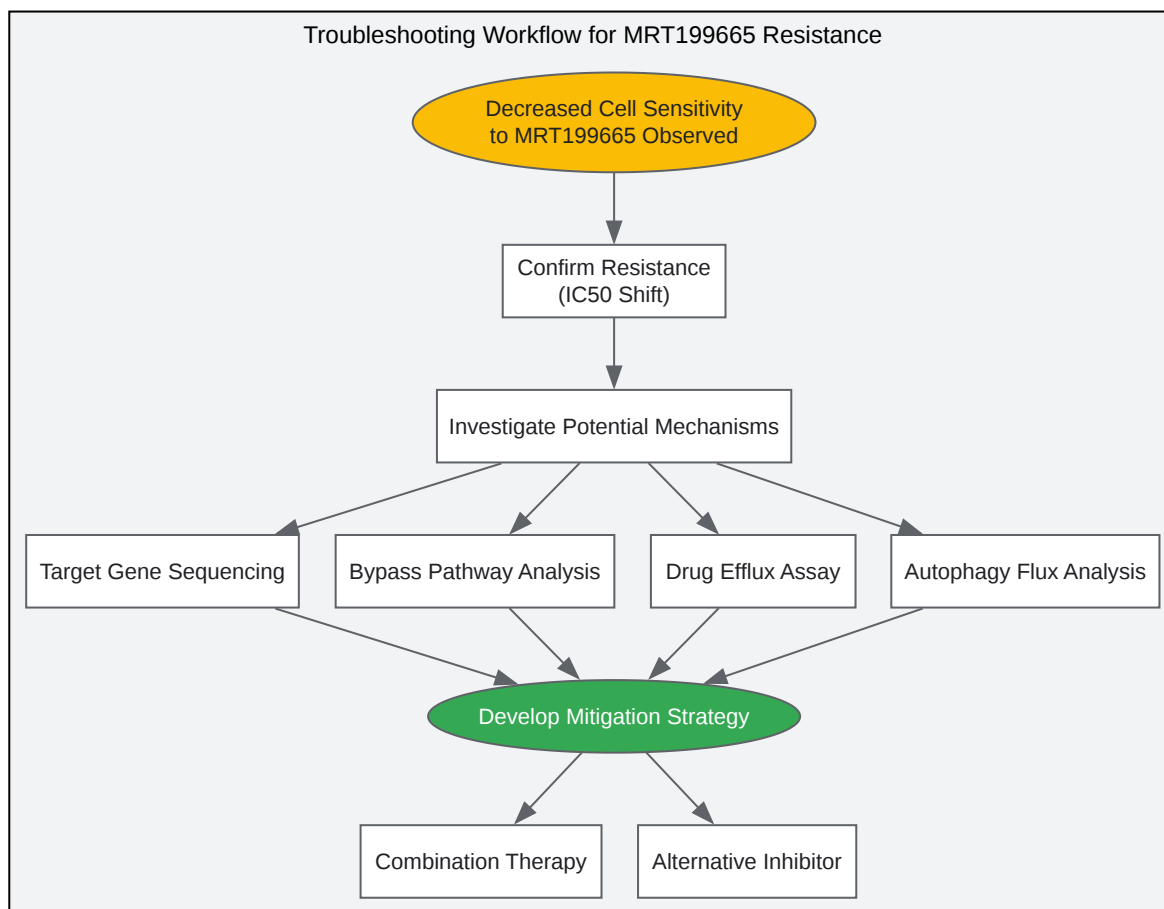 Troubleshooting Workflow for MRT199665 Resistance
Decreased Cell Sensitivity
to MRT199665 Observed
Confirm Resistance
(IC50 Shift)
Investigate Potential Mechanisms
Target Gene Sequencing
Bypass Pathway Analysis
Drug Efflux Assay
Autophagy Flux Analysis
Develop Mitigation Strategy
Combination Therapy
Alternative Inhibitor